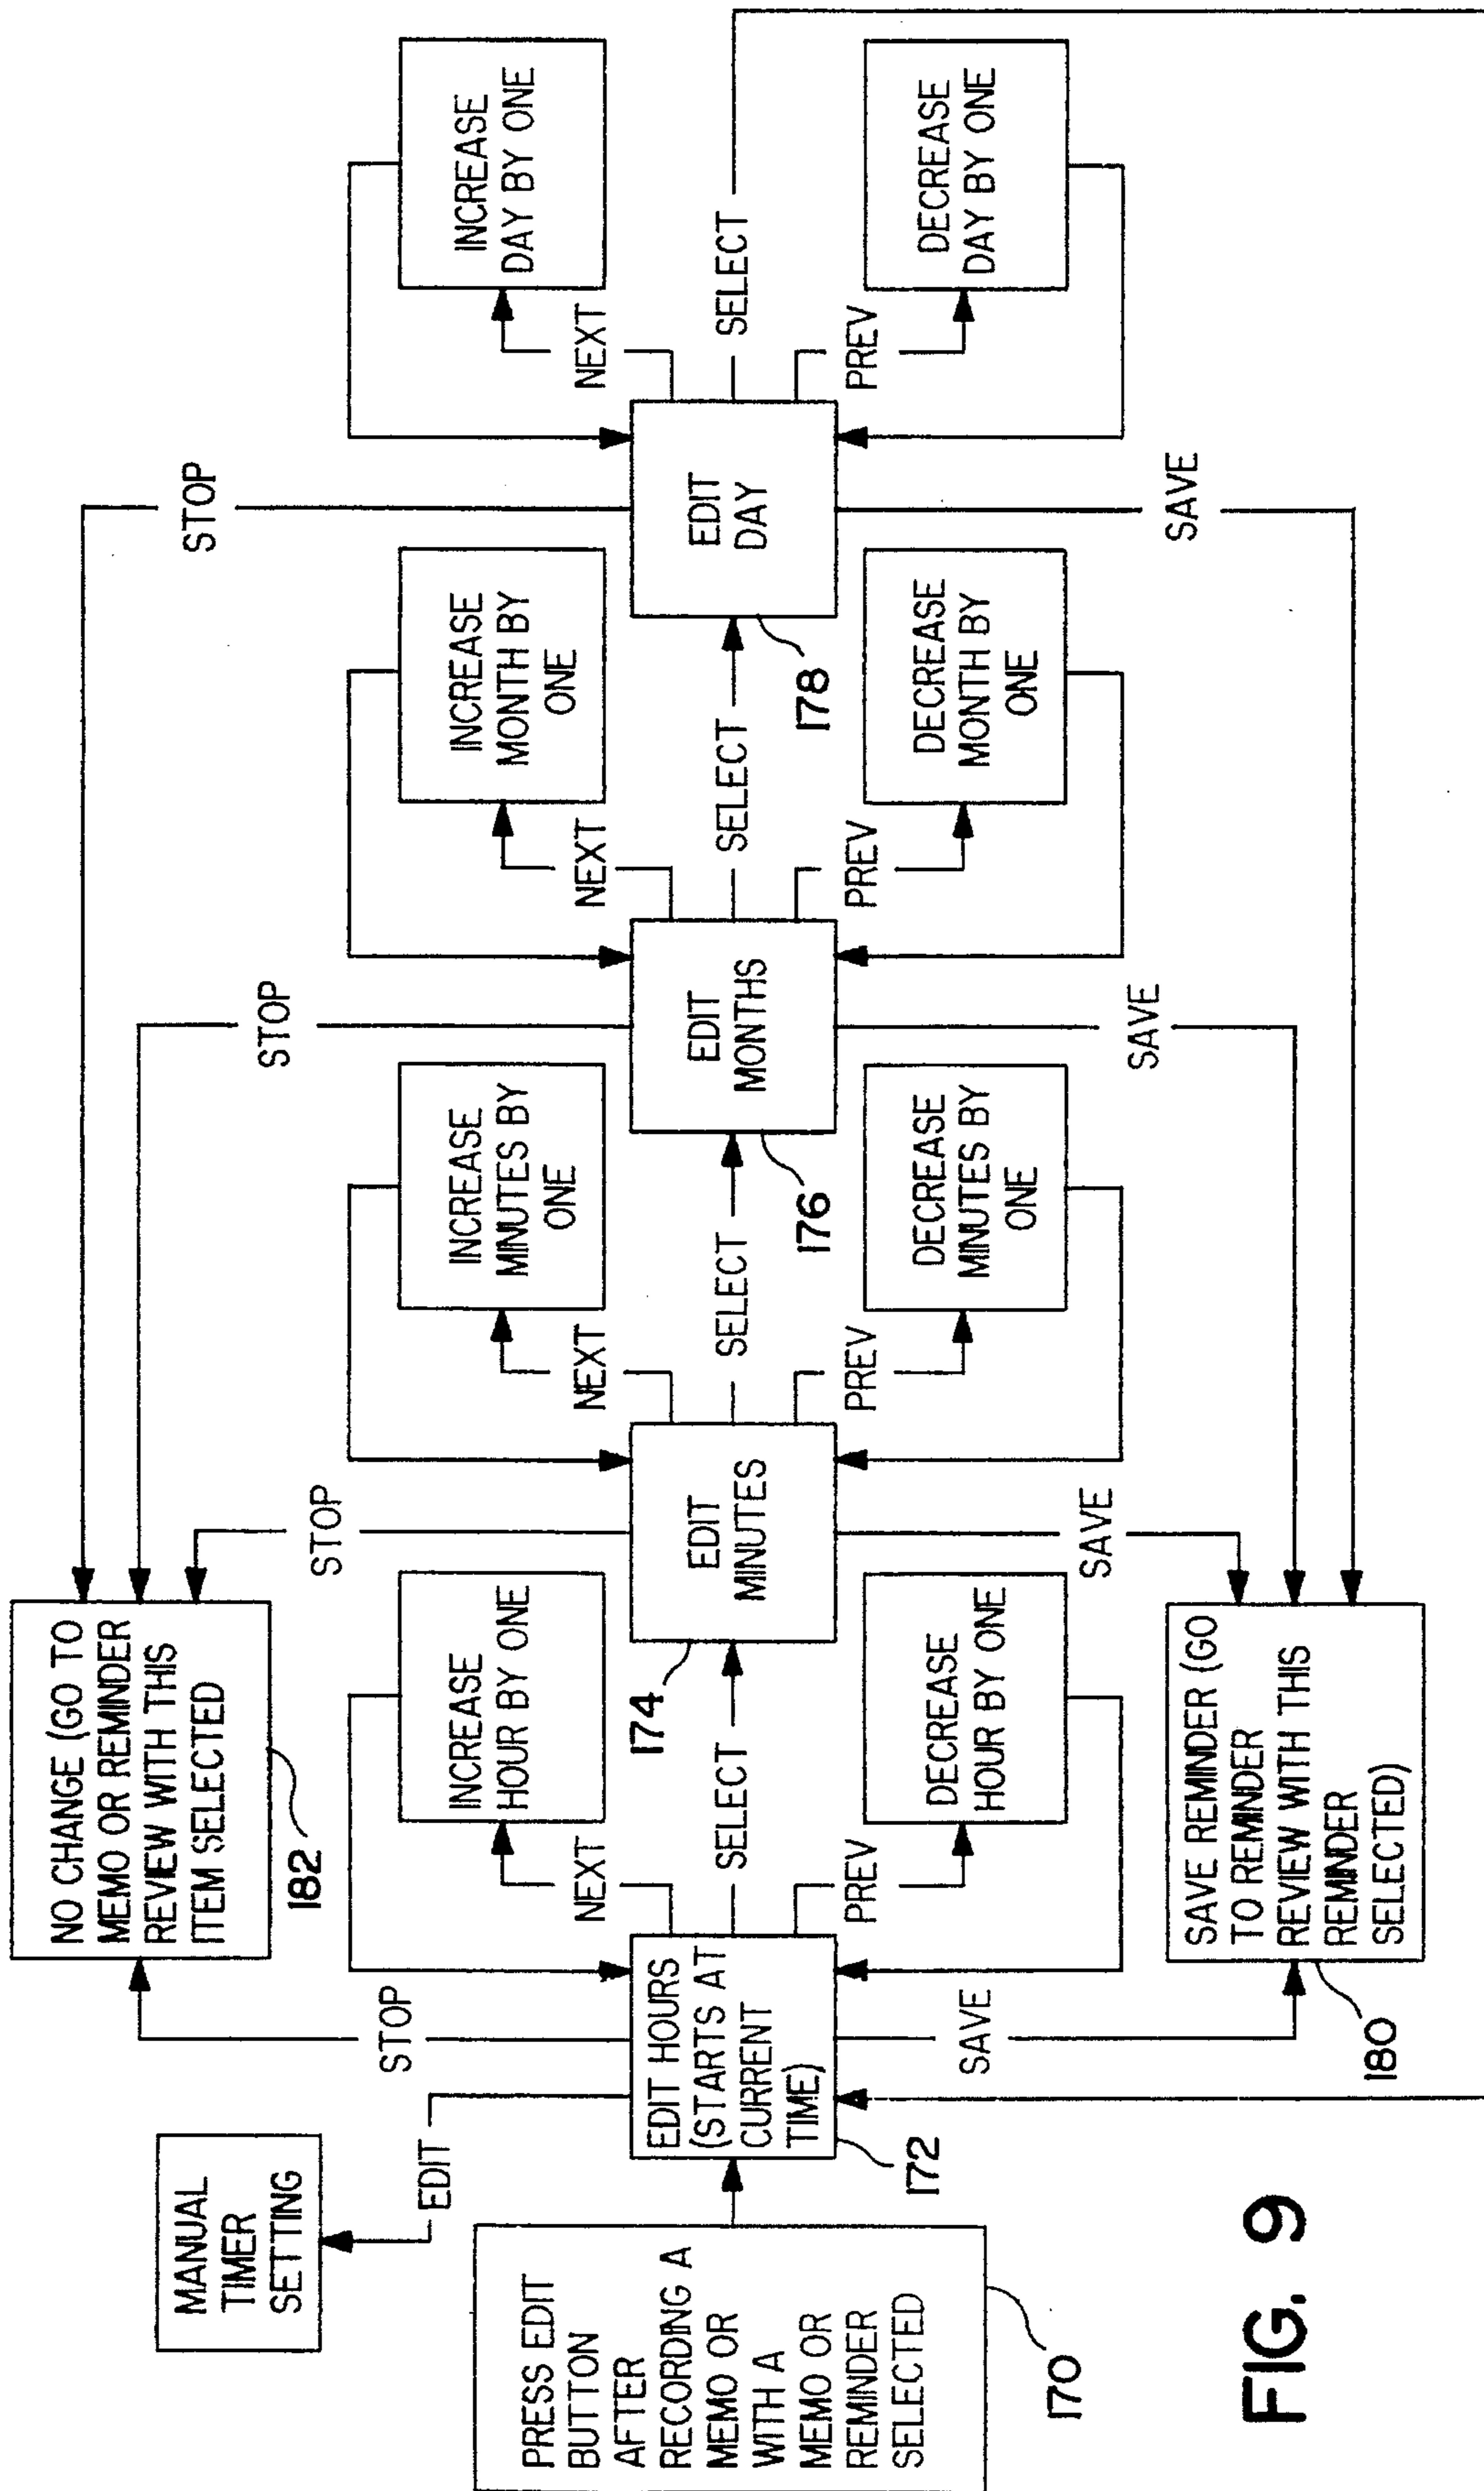 MANUAL
TIMER
SETTING
EDIT
PRESS EDIT
BUTTON
AFTER
RECORDING A
MEMO OR
WITH A
MEMO OR
REMINDER
SELECTED
170
EDIT HOURS
(STARTS AT
CURRENT
TIME)
172
STOP
SAVE
NO CHANGE (GO TO
MEMO OR REMINDER
REVIEW WITH THIS
ITEM SELECTED
182
SAVE REMINDER (GO
TO REMINDER
REVIEW WITH THIS
REMINDER
SELECTED)
180
NEXT
SELECT
PREV
INCREASE
HOUR BY ONE
DECREASE
HOUR BY ONE
174
EDIT
MINUTES
STOP
SAVE
NEXT
SELECT
PREV
INCREASE
MINUTES BY
ONE
DECREASE
MINUTES BY
ONE
176
EDIT
MONTHS
STOP
SAVE
NEXT
SELECT
PREV
INCREASE
MONTH BY
ONE
DECREASE
MONTH BY
ONE
178
EDIT
DAY
STOP
SAVE
NEXT
SELECT
PREV
INCREASE
DAY BY ONE
DECREASE
DAY BY ONE
FIG. 9